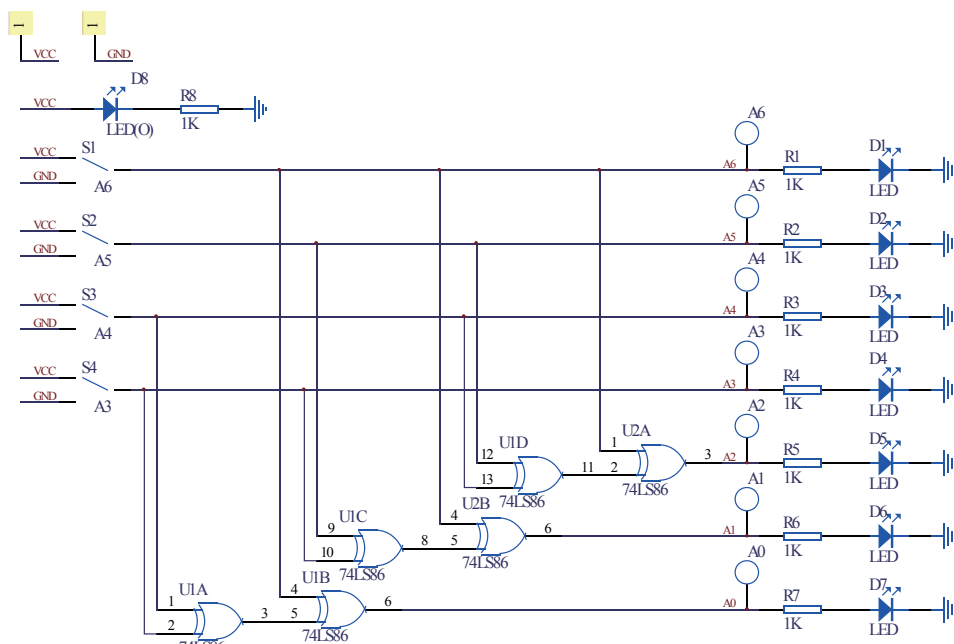 1 1
VCC GND
D8
VCC R8
LED(O) 1K
A6
VCC S1 D1
A6 R1
GND A6 1K LED
A5
VCC S2 D2
A5 R2
GND A5 1K LED
A4
VCC S3 D3
A4 R3
GND A4 1K LED
A3
VCC S4 D4
A3 R4
GND A3 1K LED
A2
U1D U2A D5
12 11 1 3 A2 R5
13 2 1K LED
74LS86 74LS86
U2B A1
U1C 4 D6
9 8 5 6 A1 R6
10 1K LED
74LS86 74LS86
U1B A0
U1A 4 D7
1 3 5 6 A0 R7
2 1K LED
74LS86 74LS86